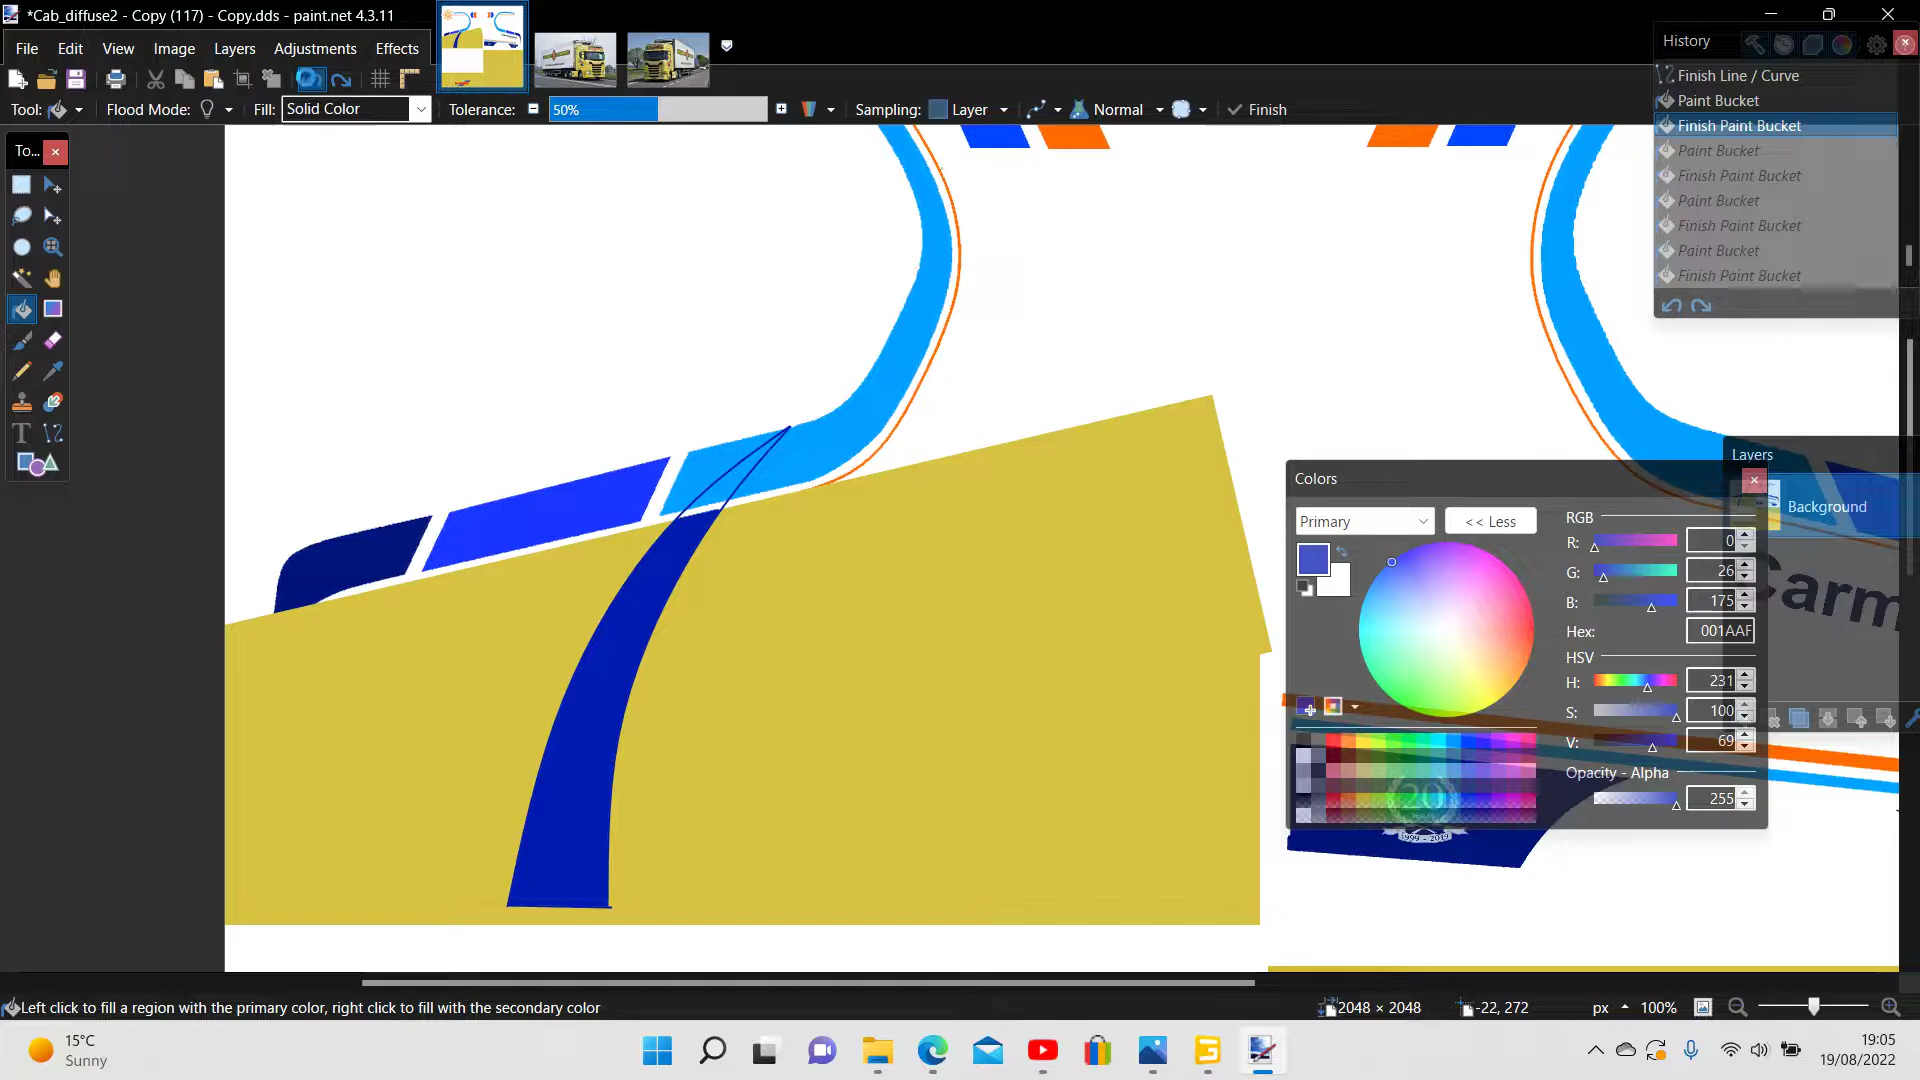 *Cab_diffuse2 - Copy (117) - Copy.dds - paint.net 4.3.11
File Edit View Image Layers Adjustments Effects
Tool: Flood Mode: Fill: Solid Color Tolerance: 50% Sampling: Layer Normal Finish
To...
History
Finish Line / Curve
Paint Bucket
Finish Paint Bucket
Paint Bucket
Finish Paint Bucket
Paint Bucket
Finish Paint Bucket
Paint Bucket
Finish Paint Bucket
Layers
Background
Carm
Colors
Primary
<< Less
RGB
R: 0
G: 26
B: 175
Hex: 001AAF
HSV
H: 231
S: 100
V: 69
Opacity - Alpha
255
20
1999 - 2019
Left click to fill a region with the primary color, right click to fill with the secondary color
2048 × 2048
-22, 272
px
100%
15°C
Sunny
19:05
19/08/2022